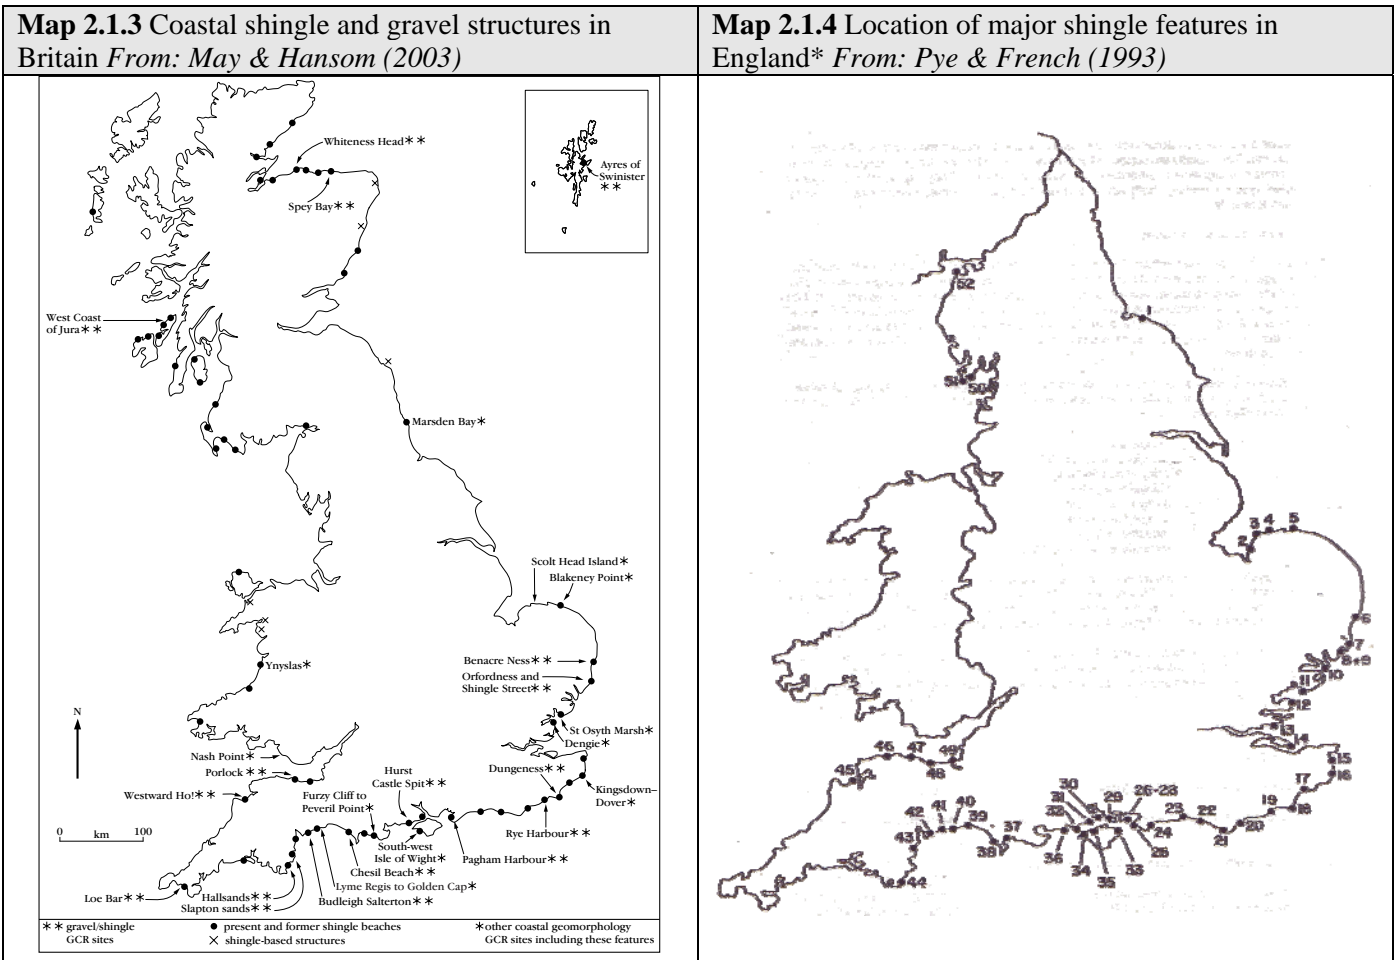 Map 2.1.3 Coastal shingle and gravel structures in
Britain From: May & Hansom (2003)
Map 2.1.4 Location of major shingle features in
England* From: Pye & French (1993)
Whiteness Head**
Spey Bay**
Ayres of
Swinister
**
West Coast
of Jura**
Marsden Bay*
Scolt Head Island*
Blakeney Point*
Benacre Ness**
Orfordness and
Shingle Street**
Ynyslas*
N
St Osyth Marsh*
Dengie*
Nash Point*
Porlock**
Westward Ho!**
Dungeness**
Hurst
Castle Spit**
Furzy Cliff to
Peveril Point*
Kingsdown–
Dover*
Rye Harbour**
0 km 100
South-west
Isle of Wight*
Pagham Harbour**
Chesil Beach**
Lyme Regis to Golden Cap*
Budleigh Salterton**
Loe Bar**
Hallsands**
Slapton sands**
** gravel/shingle
GCR sites
● present and former shingle beaches
× shingle-based structures
*other coastal geomorphology
GCR sites including these features
52
1
51
50
3 4 5
2
6
7
8+9
10
11
12
13
14
15
16
17
18
19
20
21
22
23
24
26-28
29
30
31
32
33
34
35
36
37
38
39
40
41
42
43
44
45
46
47
48
49